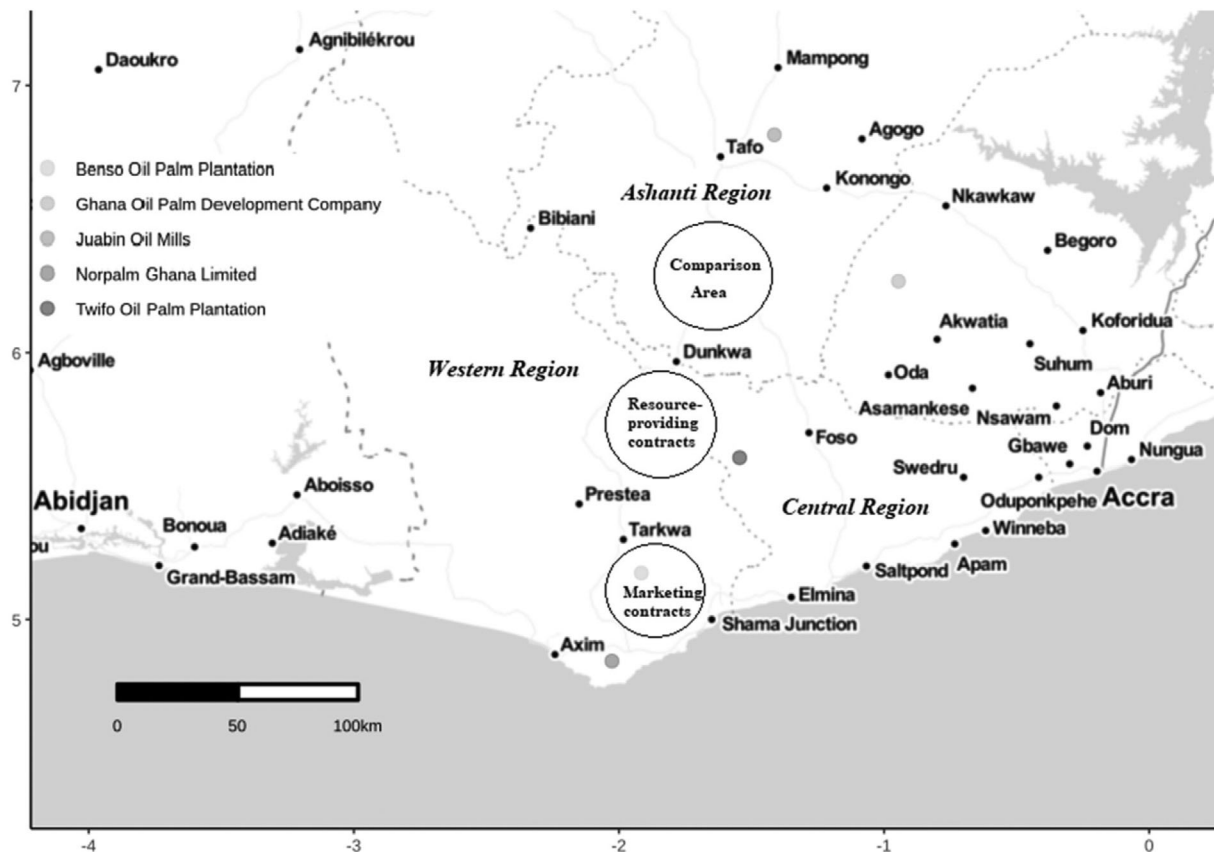 Daoukro
Agnibilékrou
Mampong
7
Agogo
Tafo
Benso Oil Palm Plantation
Konongo
Ashanti Region
Ghana Oil Palm Development Company
Nkawkaw
Bibiani
Juabin Oil Mills
Begoro
Norpalm Ghana Limited
Comparison
Area
Twifo Oil Palm Plantation
Akwatia
Koforidua
6
Agboville
Dunkwa
Suhum
Western Region
Oda
Aburi
Asamankese
Nsawam
Resource-
providing
contracts
Dom
Foso
Gbawe
Nungua
Swedru
Abidjan
Aboisso
Prestea
Central Region
Oduponkpehe
Accra
Bonoua
Adiaké
Tarkwa
Winneba
ou
Grand-Bassam
Saltpond
Apam
Marketing
contracts
Elmina
5
Shama Junction
Axim
0 50 100km
-4 -3 -2 -1 0